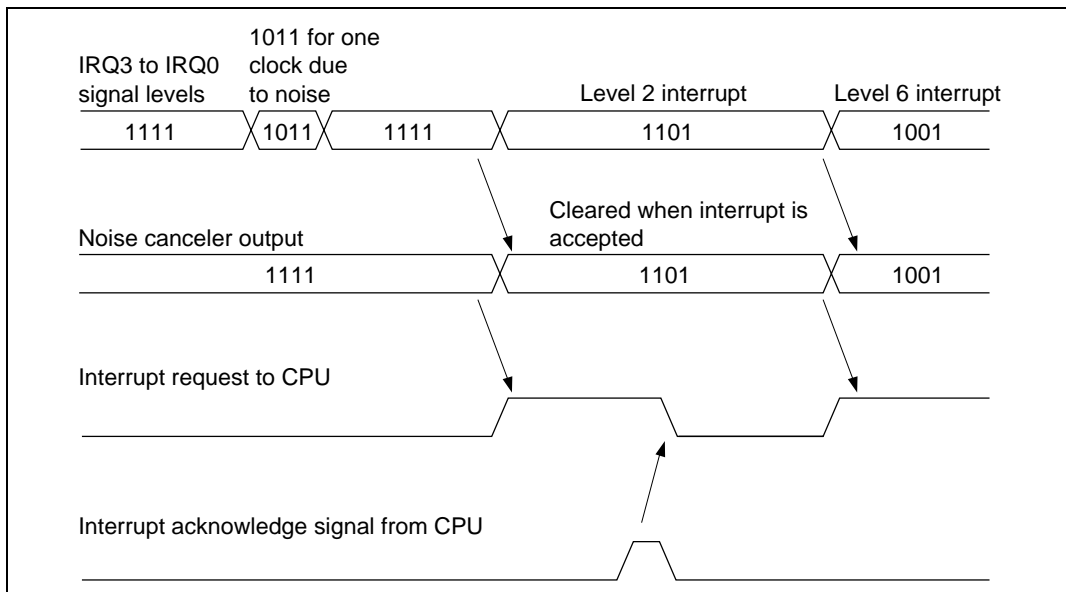 1011 for one
clock due
to noise
IRQ3 to IRQ0
signal levels
Level 2 interrupt
Level 6 interrupt
1111
1011
1111
1101
1001
Noise canceler output
Cleared when interrupt is
accepted
1111
1101
1001
Interrupt request to CPU
Interrupt acknowledge signal from CPU